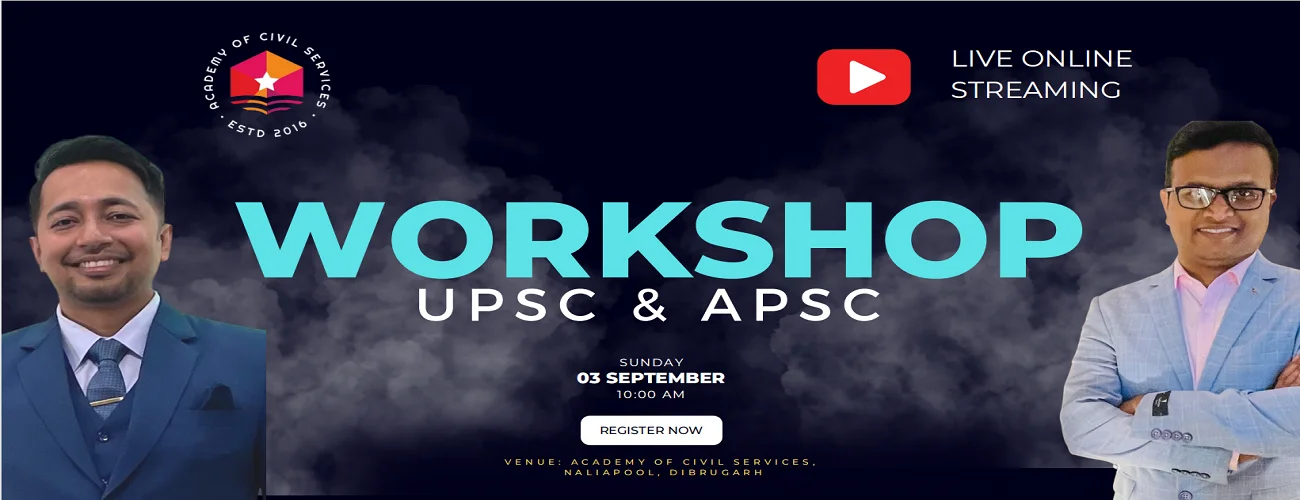 ACADEMY OF CIVIL SERVICES
ESTD 2016
LIVE ONLINE
STREAMING
WORKSHOP
UPSC & APSC
SUNDAY
03 SEPTEMBER
10:00 AM
REGISTER NOW
VENUE: ACADEMY OF CIVIL SERVICES,
NALIAPOOL, DIBRUGARH